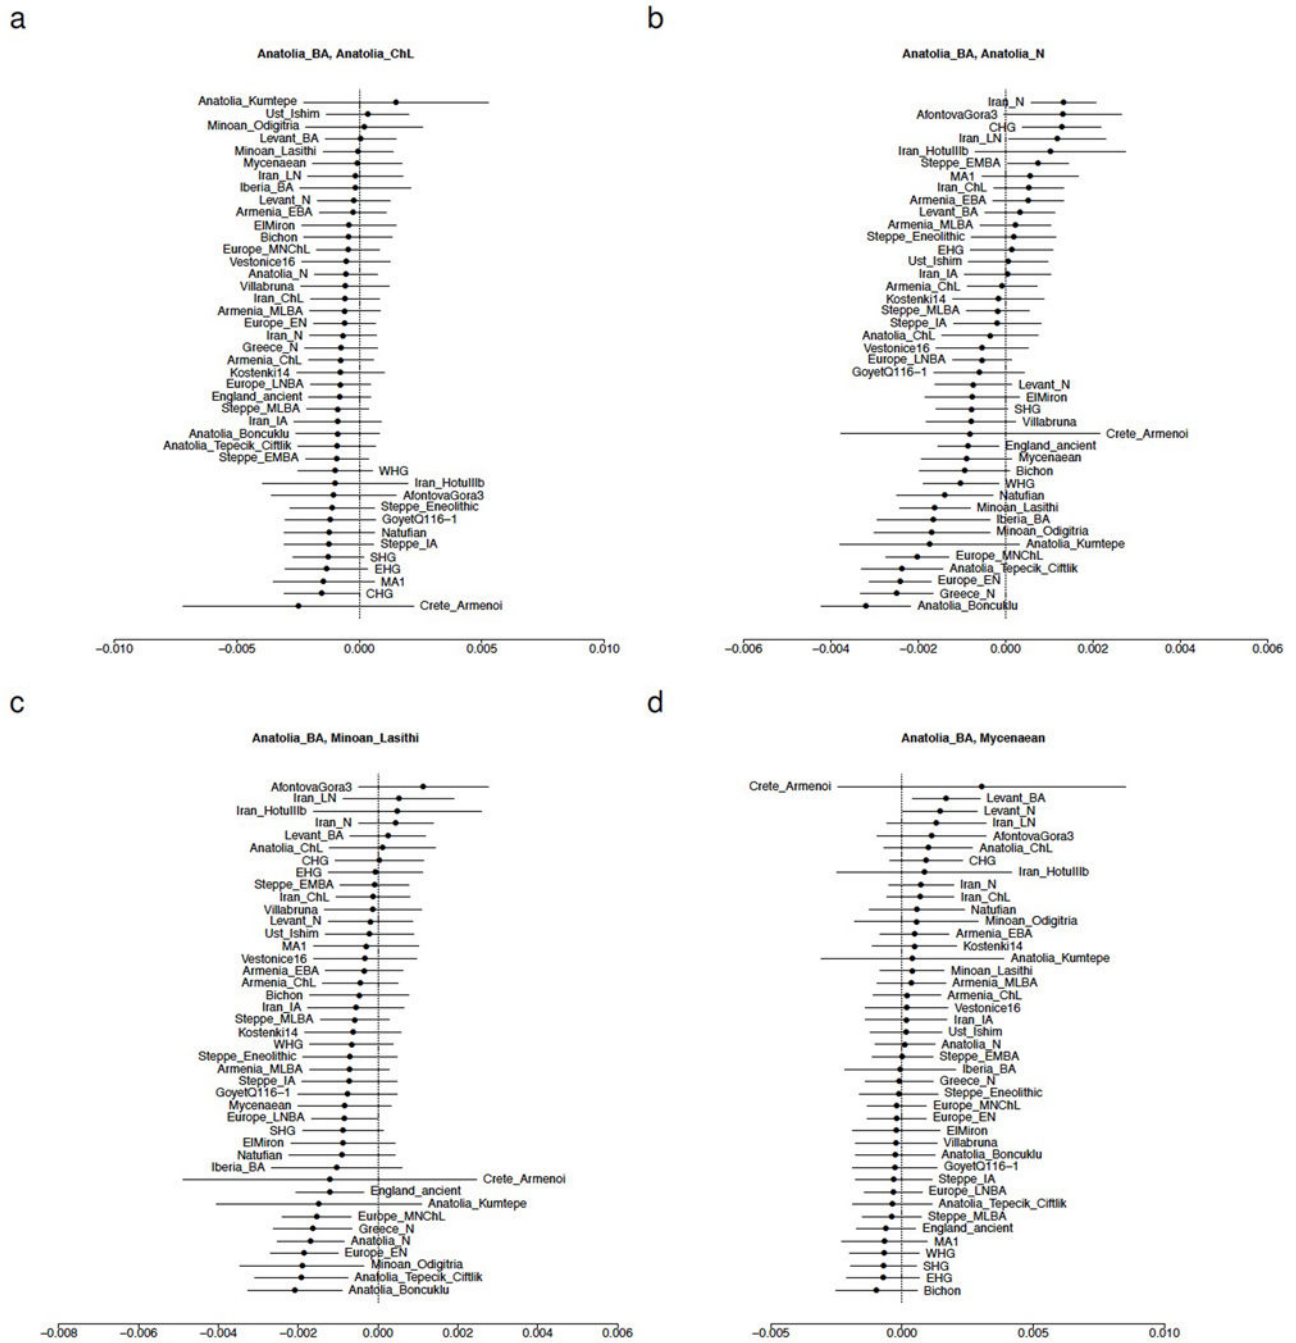 a
Anatolia_BA, Anatolia_ChL
Anatolia_Kumtepe
Ust_Ishim
Minoan_Odigitria
Levant_BA
Minoan_Lasithi
Mycenaean
Iran_LN
Iberia_BA
Levant_N
Armenia_EBA
ElMiron
Bichon
Europe_MNChL
Vestonice16
Anatolia_N
Villabruna
Iran_ChL
Armenia_MLBA
Europe_EN
Iran_N
Greece_N
Armenia_ChL
Kostenki14
Europe_LNBA
England_ancient
Steppe_MLBA
Iran_IA
Anatolia_Boncuklu
Anatolia_Tepecik_Ciftlik
Steppe_EMBA
WHG
Iran_HotuIIIb
AfontovaGora3
Steppe_Eneolithic
GoyetQ116−1
Natufian
Steppe_IA
SHG
EHG
MA1
CHG
Crete_Armenoi
−0.010 −0.005 0.000 0.005 0.010
b
Anatolia_BA, Anatolia_N
Iran_N
AfontovaGora3
CHG
Iran_LN
Iran_HotuIIIb
Steppe_EMBA
MA1
Iran_ChL
Armenia_EBA
Levant_BA
Armenia_MLBA
Steppe_Eneolithic
EHG
Ust_Ishim
Iran_IA
Armenia_ChL
Kostenki14
Steppe_MLBA
Steppe_IA
Anatolia_ChL
Vestonice16
Europe_LNBA
GoyetQ116−1
Levant_N
ElMiron
SHG
Villabruna
Crete_Armenoi
England_ancient
Mycenaean
Bichon
WHG
Natufian
Minoan_Lasithi
Iberia_BA
Minoan_Odigitria
Anatolia_Kumtepe
Europe_MNChL
Anatolia_Tepecik_Ciftlik
Europe_EN
Greece_N
Anatolia_Boncuklu
−0.006 −0.004 −0.002 0.000 0.002 0.004 0.006
c
Anatolia_BA, Minoan_Lasithi
AfontovaGora3
Iran_LN
Iran_HotuIIIb
Iran_N
Levant_BA
Anatolia_ChL
CHG
EHG
Steppe_EMBA
Iran_ChL
Villabruna
Levant_N
Ust_Ishim
MA1
Vestonice16
Armenia_EBA
Armenia_ChL
Bichon
Iran_IA
Steppe_MLBA
Kostenki14
WHG
Steppe_Eneolithic
Armenia_MLBA
Steppe_IA
GoyetQ116−1
Mycenaean
Europe_LNBA
SHG
ElMiron
Natufian
Iberia_BA
Crete_Armenoi
England_ancient
Anatolia_Kumtepe
Europe_MNChL
Greece_N
Anatolia_N
Europe_EN
Minoan_Odigitria
Anatolia_Tepecik_Ciftlik
Anatolia_Boncuklu
−0.008 −0.006 −0.004 −0.002 0.000 0.002 0.004 0.006
d
Anatolia_BA, Mycenaean
Crete_Armenoi
Levant_BA
Levant_N
Iran_LN
AfontovaGora3
Anatolia_ChL
CHG
Iran_HotuIIIb
Iran_N
Iran_ChL
Natufian
Minoan_Odigitria
Armenia_EBA
Kostenki14
Anatolia_Kumtepe
Minoan_Lasithi
Armenia_MLBA
Armenia_ChL
Vestonice16
Iran_IA
Ust_Ishim
Anatolia_N
Steppe_EMBA
Iberia_BA
Greece_N
Steppe_Eneolithic
Europe_MNChL
Europe_EN
ElMiron
Villabruna
Anatolia_Boncuklu
GoyetQ116−1
Steppe_IA
Europe_LNBA
Anatolia_Tepecik_Ciftlik
Steppe_MLBA
England_ancient
MA1
WHG
SHG
EHG
Bichon
−0.005 0.000 0.005 0.010